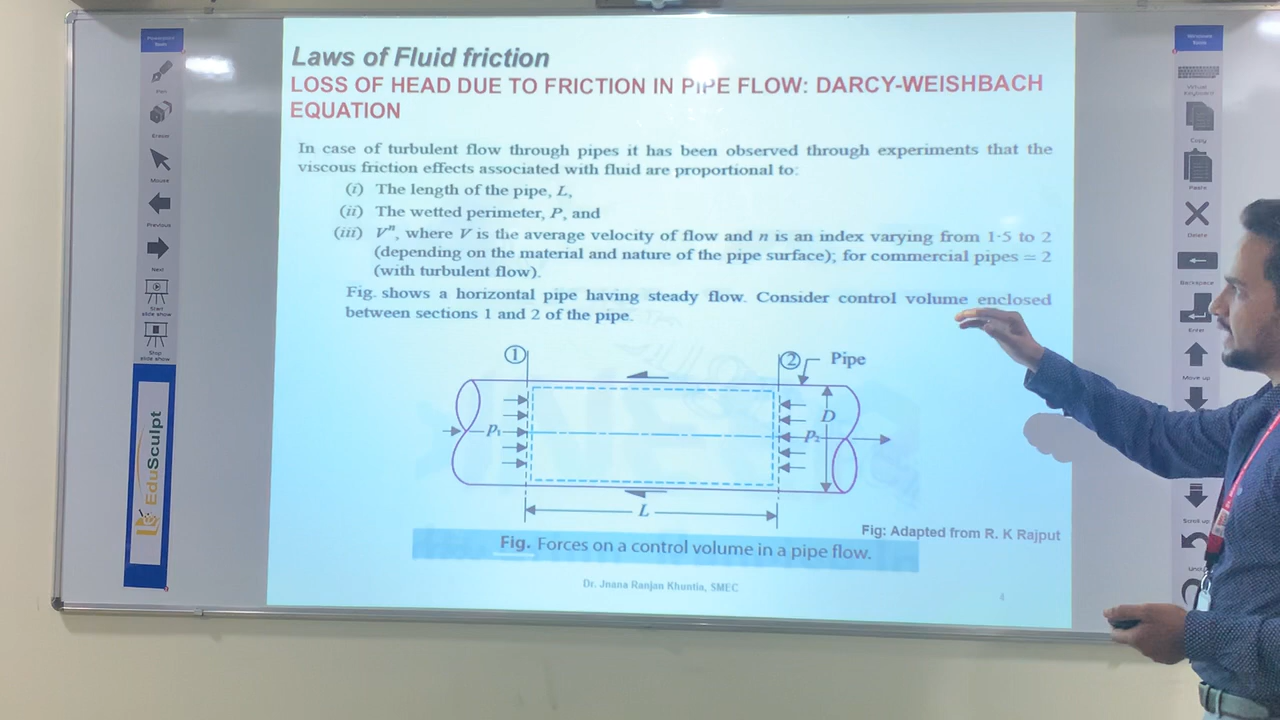 Laws of Fluid friction
LOSS OF HEAD DUE TO FRICTION IN PIPE FLOW: DARCY-WEISHBACH
EQUATION
In case of turbulent flow through pipes it has been observed through experiments that the
viscous friction effects associated with fluid are proportional to:
(i) The length of the pipe, L,
(ii) The wetted perimeter, P, and
(iii) Vⁿ, where V is the average velocity of flow and n is an index varying from 1·5 to 2
(depending on the material and nature of the pipe surface); for commercial pipes = 2
(with turbulent flow).
Fig. shows a horizontal pipe having steady flow. Consider control volume enclosed
between sections 1 and 2 of the pipe.
① ② Pipe
D
p₁ p₂
L
Fig: Adapted from R. K Rajput
Fig. Forces on a control volume in a pipe flow.
Dr. Jnana Ranjan Khuntia, SMEC
4
Pen
Eraser
Mouse
Previous
Next
Start
slide show
Stop
slide show
EduSculpt
Windows
Tools
Virtual
Keyboard
Copy
Paste
Delete
Backspace
Enter
Move up
Scroll up
Undo